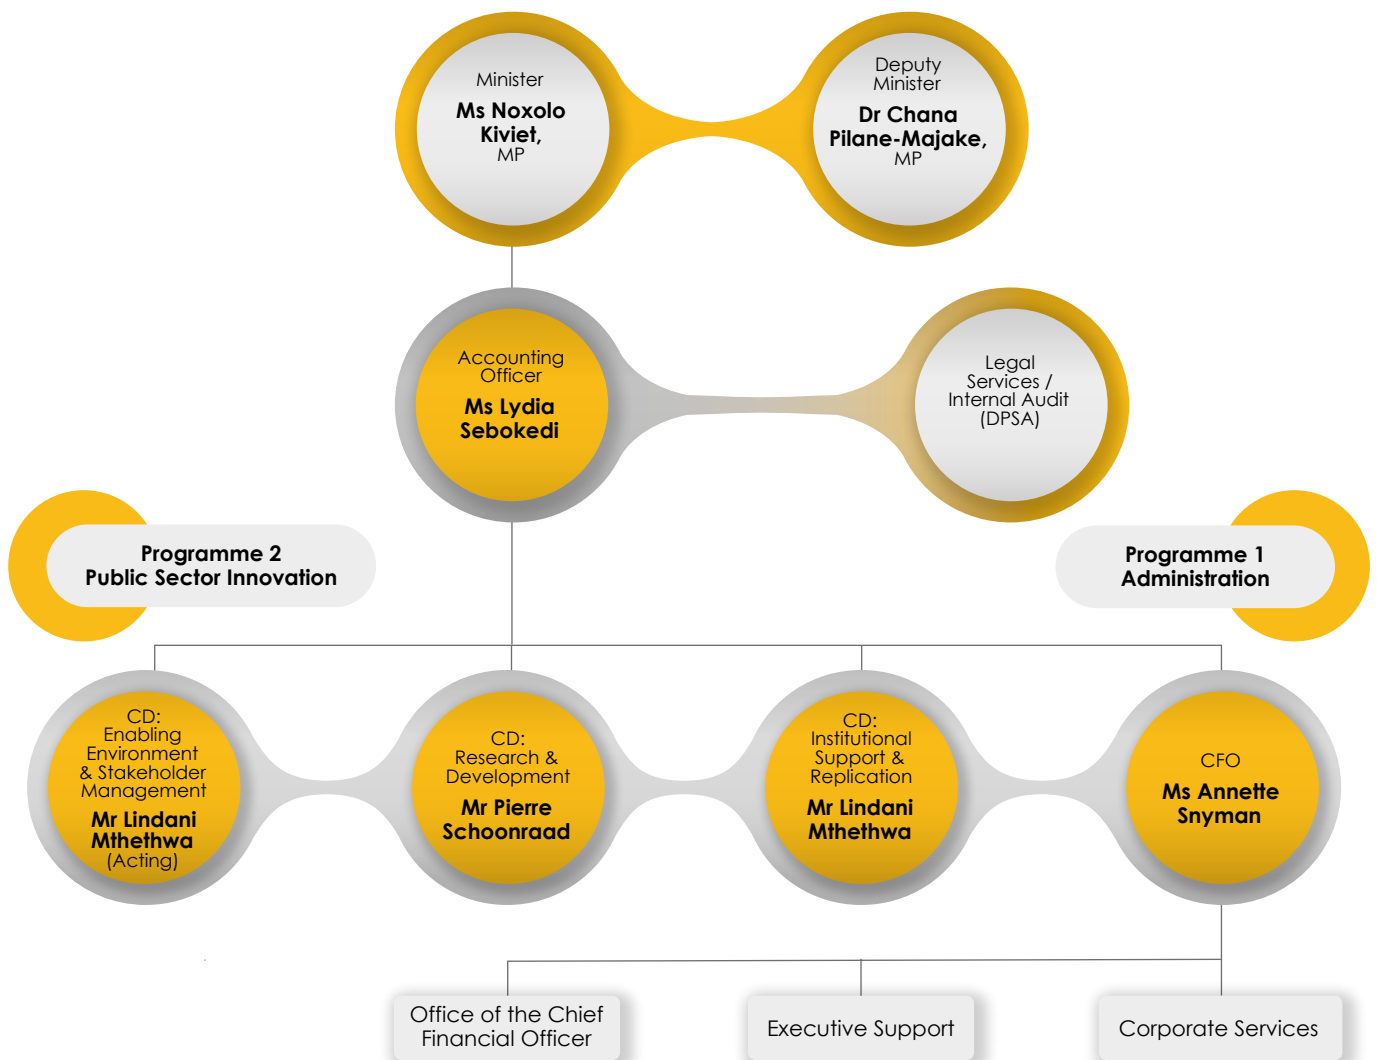 Minister
Ms Noxolo
Kiviet,
MP
Deputy
Minister
Dr Chana
Pilane-Majake,
MP
Accounting
Officer
Ms Lydia
Sebokedi
Legal
Services /
Internal Audit
(DPSA)
Programme 2
Public Sector Innovation
Programme 1
Administration
CD:
Enabling
Environment
& Stakeholder
Management
Mr Lindani
Mthethwa
(Acting)
CD:
Research &
Development
Mr Pierre
Schoonraad
CD:
Institutional
Support &
Replication
Mr Lindani
Mthethwa
CFO
Ms Annette
Snyman
Office of the Chief
Financial Officer
Executive Support
Corporate Services